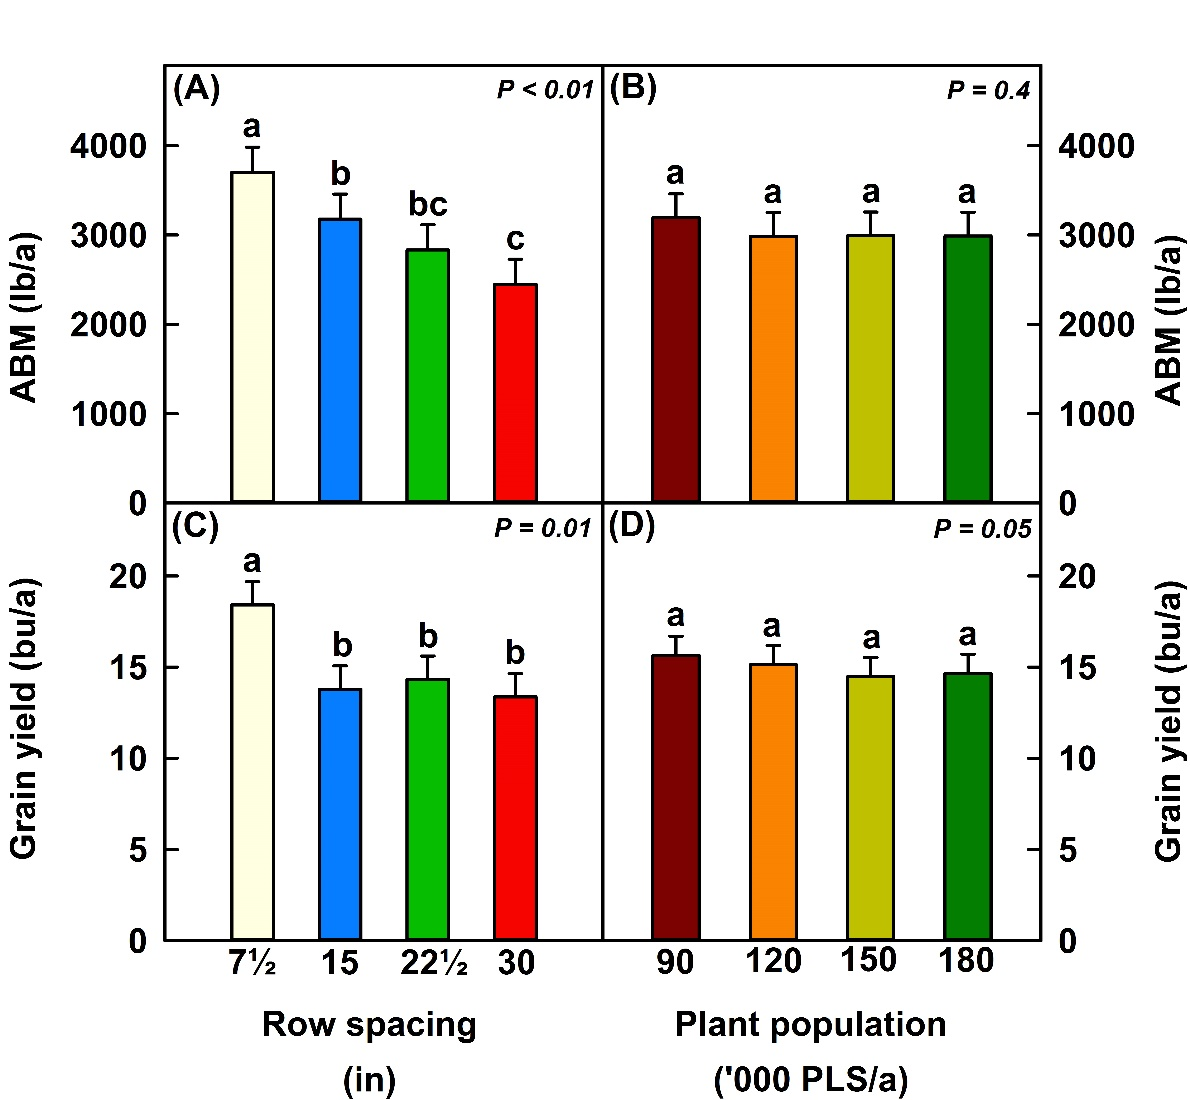 (A)
P < 0.01
(B)
P = 0.4
4000
3000
2000
1000
0
ABM (lb/a)
a
b
bc
c
a
a
a
a
4000
3000
2000
1000
0
ABM (lb/a)
(C)
P = 0.01
(D)
P = 0.05
20
15
10
5
0
Grain yield (bu/a)
a
b
b
b
a
a
a
a
20
15
10
5
0
Grain yield (bu/a)
7½ 15 22½ 30
90 120 150 180
Row spacing
(in)
Plant population
('000 PLS/a)